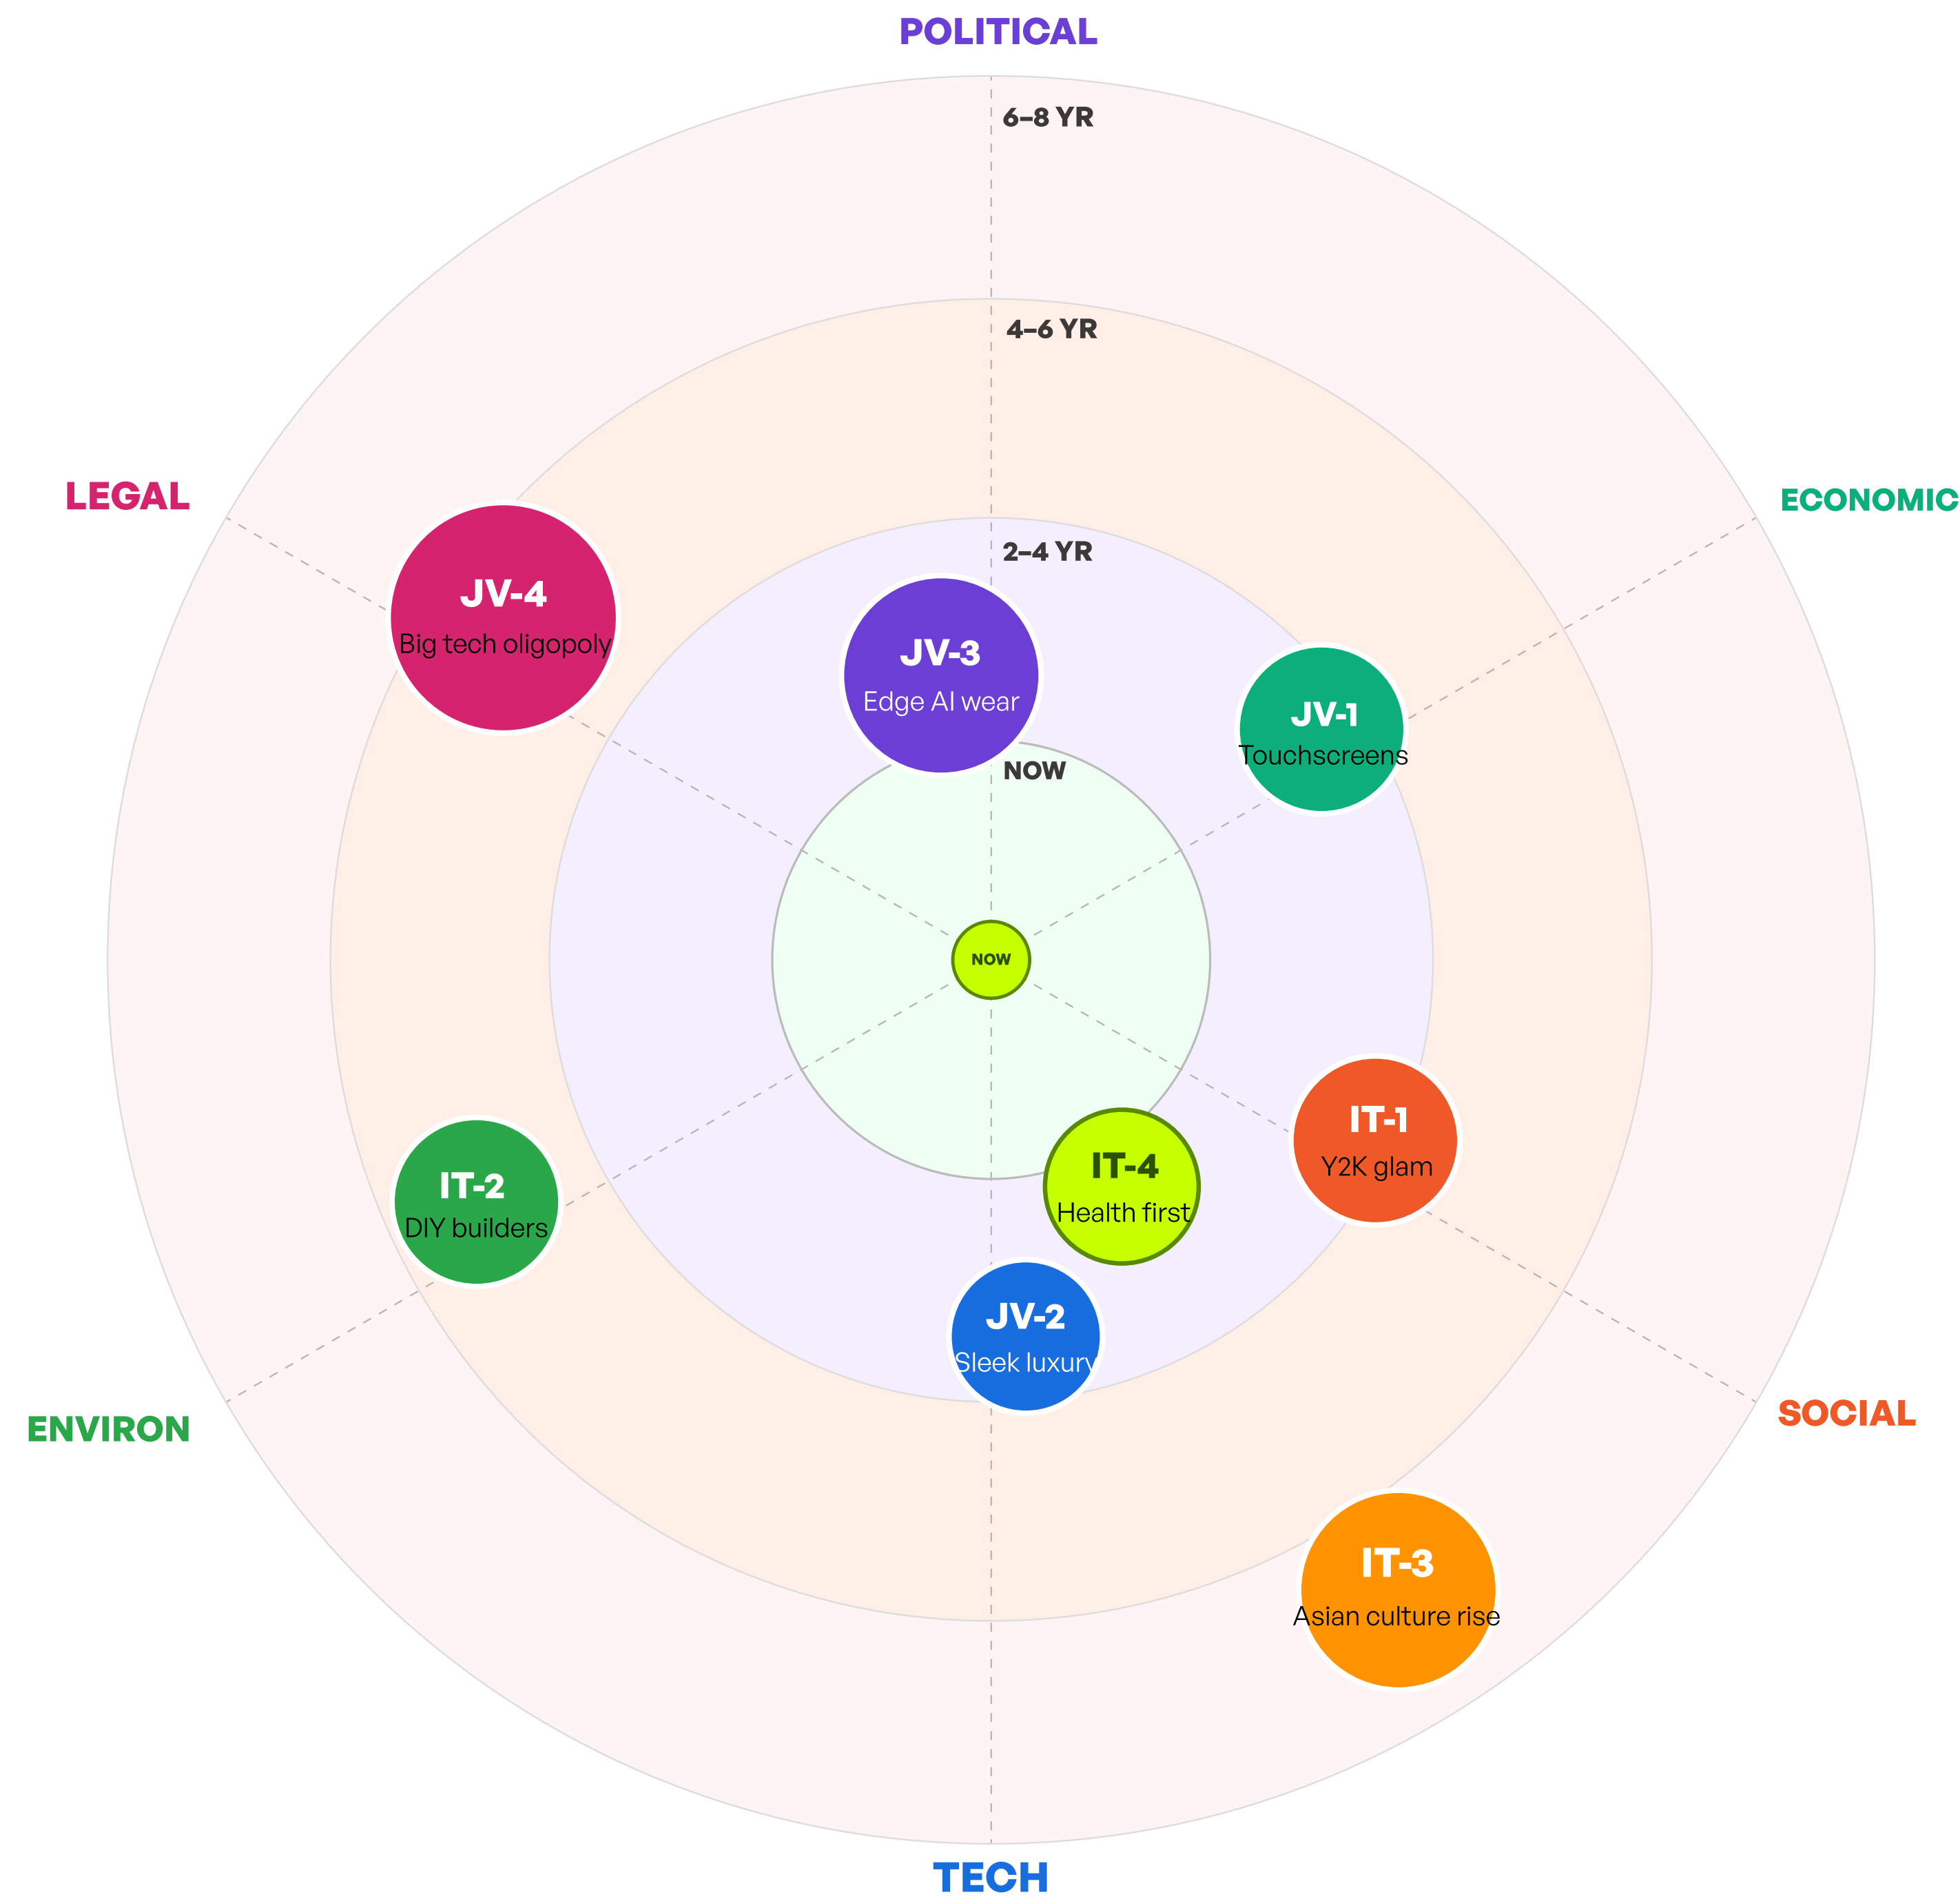 POLITICAL
6–8 YR
4–6 YR
LEGAL
ECONOMIC
2–4 YR
JV-4
Big tech oligopoly
JV-3
Edge AI wear
JV-1
Touchscreens
NOW
NOW
IT-1
Y2K glam
IT-4
Health first
IT-2
DIY builders
JV-2
Sleek luxury
SOCIAL
ENVIRON
IT-3
Asian culture rise
TECH